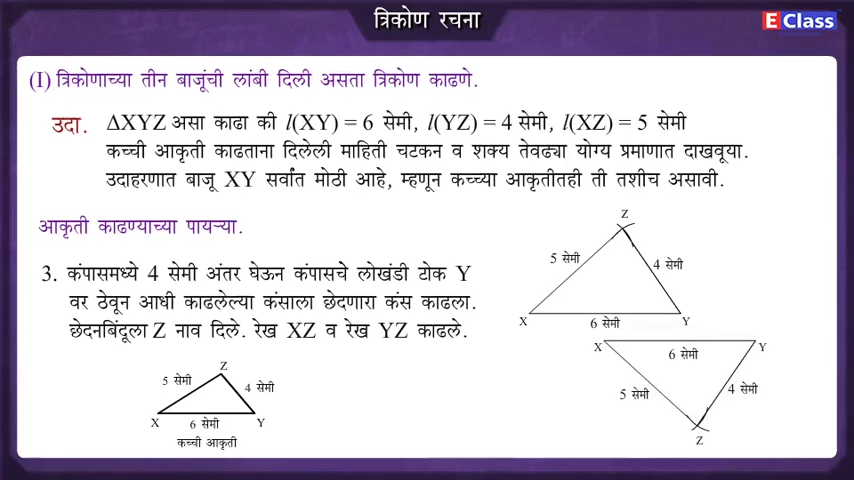 त्रिकोण रचना
E Class
(I) त्रिकोणाच्या तीन बाजूंची लांबी दिली असता त्रिकोण काढणे.
उदा. ΔXYZ असा काढा की l(XY) = 6 सेमी, l(YZ) = 4 सेमी, l(XZ) = 5 सेमी
कच्ची आकृती काढताना दिलेली माहिती चटकन व शक्य तेवढ्या योग्य प्रमाणात दाखवूया.
उदाहरणात बाजू XY सर्वांत मोठी आहे, म्हणून कच्च्या आकृतीतही ती तशीच असावी.
आकृती काढण्याच्या पायऱ्या.
3. कंपासमध्ये 4 सेमी अंतर घेऊन कंपासचे लोखंडी टोक Y
वर ठेवून आधी काढलेल्या कंसाला छेदणारा कंस काढला.
छेदनबिंदूला Z नाव दिले. रेख XZ व रेख YZ काढले.
Z
5 सेमी
4 सेमी
X
6 सेमी
Y
कच्ची आकृती
Z
5 सेमी
4 सेमी
X
6 सेमी
Y
X
6 सेमी
Y
5 सेमी
4 सेमी
Z